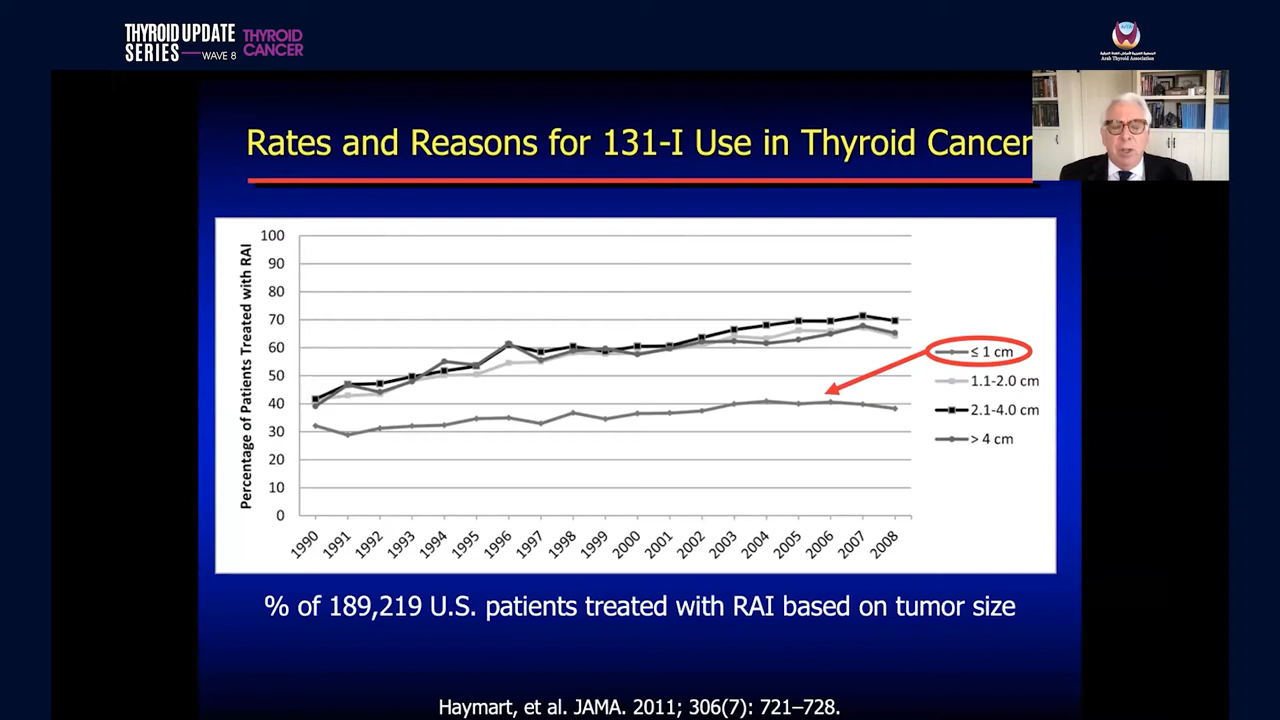 THYROID UPDATE
SERIES — WAVE 8
THYROID
CANCER
Arab Thyroid Association
Rates and Reasons for 131-I Use in Thyroid Cancer
Percentage of Patients Treated with RAI
100
90
80
70
60
50
40
30
20
10
0
1990
1991
1992
1993
1994
1995
1996
1997
1998
1999
2000
2001
2002
2003
2004
2005
2006
2007
2008
≤ 1 cm
1.1-2.0 cm
2.1-4.0 cm
> 4 cm
% of 189,219 U.S. patients treated with RAI based on tumor size
Haymart, et al. JAMA. 2011; 306(7): 721–728.